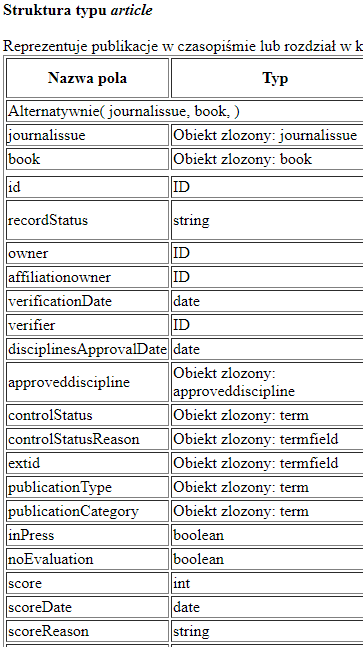 Struktura typu article
Reprezentuje publikacje w czasopiśmie lub rozdział w k
Nazwa pola Typ
Alternatywnie( journalissue, book, )
journalissue Obiekt zlozony: journalissue
book Obiekt zlozony: book
id ID
recordStatus string
owner ID
affiliationowner ID
verificationDate date
verifier ID
disciplinesApprovalDate date
approveddiscipline Obiekt zlozony:
approveddiscipline
controlStatus Obiekt zlozony: term
controlStatusReason Obiekt zlozony: termfield
extid Obiekt zlozony: termfield
publicationType Obiekt zlozony: term
publicationCategory Obiekt zlozony: term
inPress boolean
noEvaluation boolean
score int
scoreDate date
scoreReason string